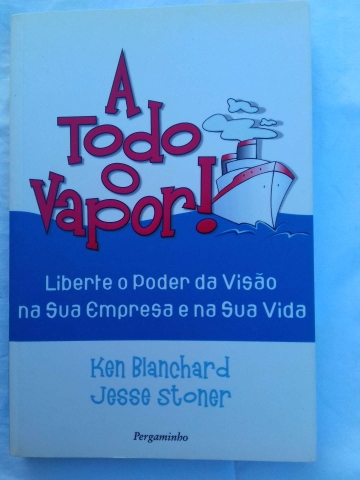 A
Todo
o
Vapor!
Liberte o Poder da Visão
na Sua Empresa e na Sua Vida
Ken Blanchard
Jesse Stoner
Pergaminho